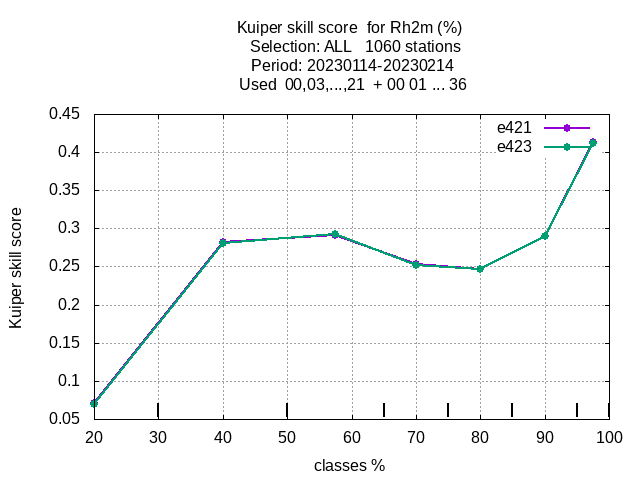 Kuiper skill score  for Rh2m (%)
Selection: ALL   1060 stations
Period: 20230114-20230214
Used  00,03,...,21  + 00 01 ... 36
e421
e423
0.45
0.4
0.35
0.3
0.25
0.2
0.15
0.1
0.05
Kuiper skill score
20 30 40 50 60 70 80 90 100
classes %